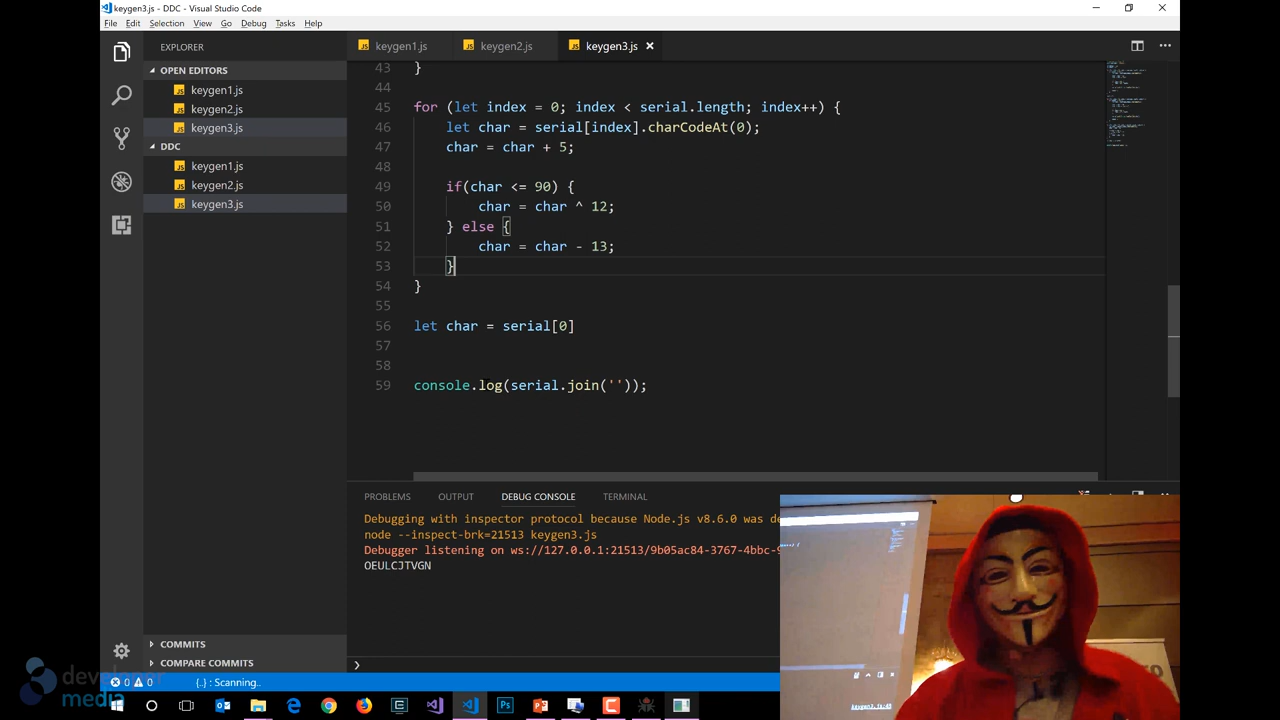 keygen3.js - DDC - Visual Studio Code
File Edit Selection View Go Debug Tasks Help
EXPLORER
OPEN EDITORS
keygen1.js
keygen2.js
keygen3.js
DDC
keygen1.js
keygen2.js
keygen3.js
COMMITS
COMPARE COMMITS
keygen1.js keygen2.js keygen3.js
43 }
44
45 for (let index = 0; index < serial.length; index++) {
46 let char = serial[index].charCodeAt(0);
47 char = char + 5;
48
49 if(char <= 90) {
50 char = char ^ 12;
51 } else {
52 char = char - 13;
53 }
54 }
55
56 let char = serial[0]
57
58
59 console.log(serial.join(''));
PROBLEMS OUTPUT DEBUG CONSOLE TERMINAL
Debugging with inspector protocol because Node.js v8.6.0 was de
node --inspect-brk=21513 keygen3.js
Debugger listening on ws://127.0.0.1:21513/9b05ac84-3767-4bbc-9
OEULCJTVGN
0 0 {..} : Scanning..
developer
media